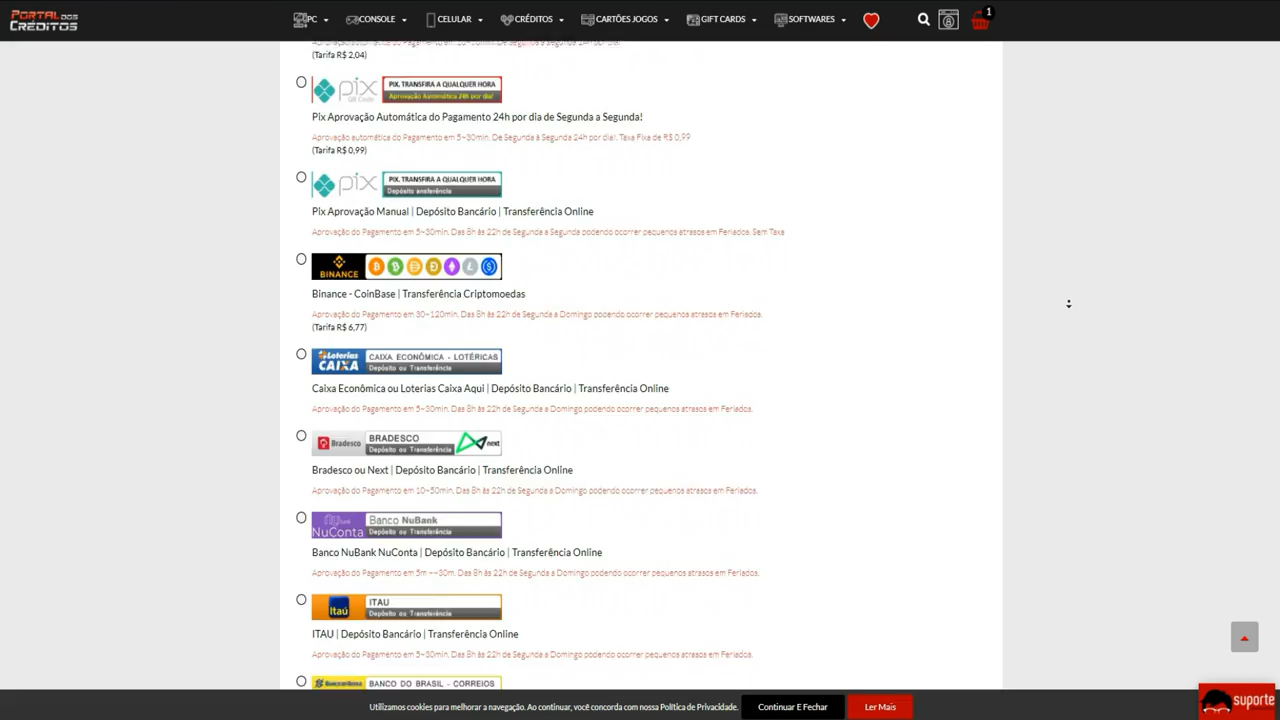 PORTAL DOS CRÉDITOS
PC
CONSOLE
CELULAR
CRÉDITOS
CARTÕES JOGOS
GIFT CARDS
SOFTWARES
1
(Tarifa R$ 2,04)
pix
QR Code
PIX. TRANSFIRA A QUALQUER HORA
Aprovação Automática 24h por dia!
Pix Aprovação Automática do Pagamento 24h por dia de Segunda a Segunda!
Aprovação automática do Pagamento em 5~30min. De Segunda à Segunda 24h por dia!. Taxa Fixa de R$ 0,99
(Tarifa R$ 0,99)
pix
PIX. TRANSFIRA A QUALQUER HORA
Depósito ansferência
Pix Aprovação Manual | Depósito Bancário | Transferência Online
Aprovação do Pagamento em 5~30min. Das 8h às 22h de Segunda a Segunda podendo ocorrer pequenos atrasos em Feriados. Sem Taxa
BINANCE
Binance - CoinBase | Transferência Criptomoedas
Aprovação do Pagamento em 30~120min. Das 8h às 22h de Segunda a Domingo podendo ocorrer pequenos atrasos em Feriados.
(Tarifa R$ 6,77)
Loterias CAIXA
CAIXA ECONÔMICA - LOTÉRICAS
Depósito ou Transferência
Caixa Econômica ou Loterias Caixa Aqui | Depósito Bancário | Transferência Online
Aprovação do Pagamento em 5~30min. Das 8h às 22h de Segunda a Domingo podendo ocorrer pequenos atrasos em Feriados.
Bradesco
BRADESCO
Depósito ou Transferência
next
Bradesco ou Next | Depósito Bancário | Transferência Online
Aprovação do Pagamento em 10~50min. Das 8h às 22h de Segunda a Domingo podendo ocorrer pequenos atrasos em Feriados.
NuConta
Banco NuBank
Depósito ou Transferência
Banco NuBank NuConta | Depósito Bancário | Transferência Online
Aprovação do Pagamento em 5m ~~30m. Das 8h às 22h de Segunda a Domingo podendo ocorrer pequenos atrasos em Feriados.
Itaú
ITAU
Depósito ou Transferência
ITAU | Depósito Bancário | Transferência Online
Aprovação do Pagamento em 5~30min. Das 8h às 22h de Segunda a Domingo podendo ocorrer pequenos atrasos em Feriados.
BANCO DO BRASIL - CORREIOS
Utilizamos cookies para melhorar a navegação. Ao continuar, você concorda com nossa Política de Privacidade.
Continuar E Fechar
Ler Mais
suporte